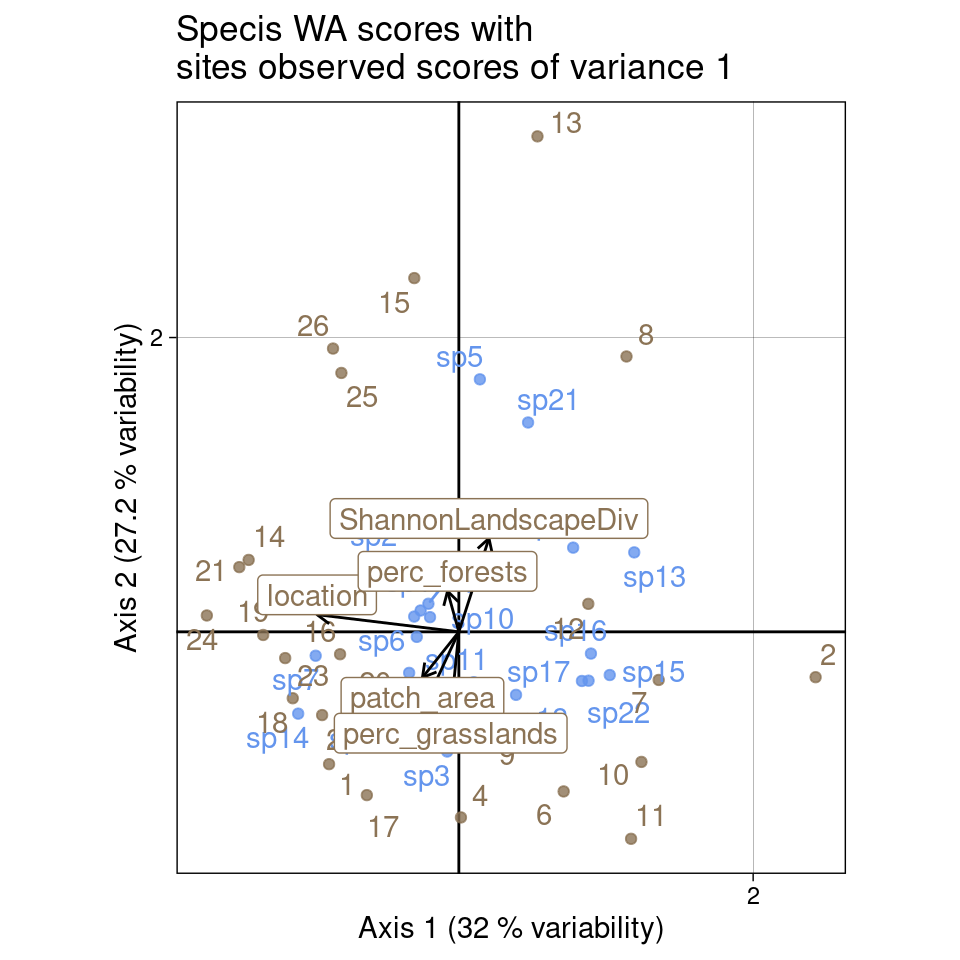 Specis WA scores with
sites observed scores of variance 1
13
15
26
8
2
sp5
25
sp21
ShannonLandscapeDiv
14
sp2
21
perc_forests
sp13
location
19
sp10
16
12
sp16
24
sp6
sp11
2
23
sp7
sp17
sp15
patch_area
7
sp22
18
sp14
perc_grasslands
9
sp3
10
1
4
6
11
17
2
Axis 1 (32 % variability)
Axis 2 (27.2 % variability)